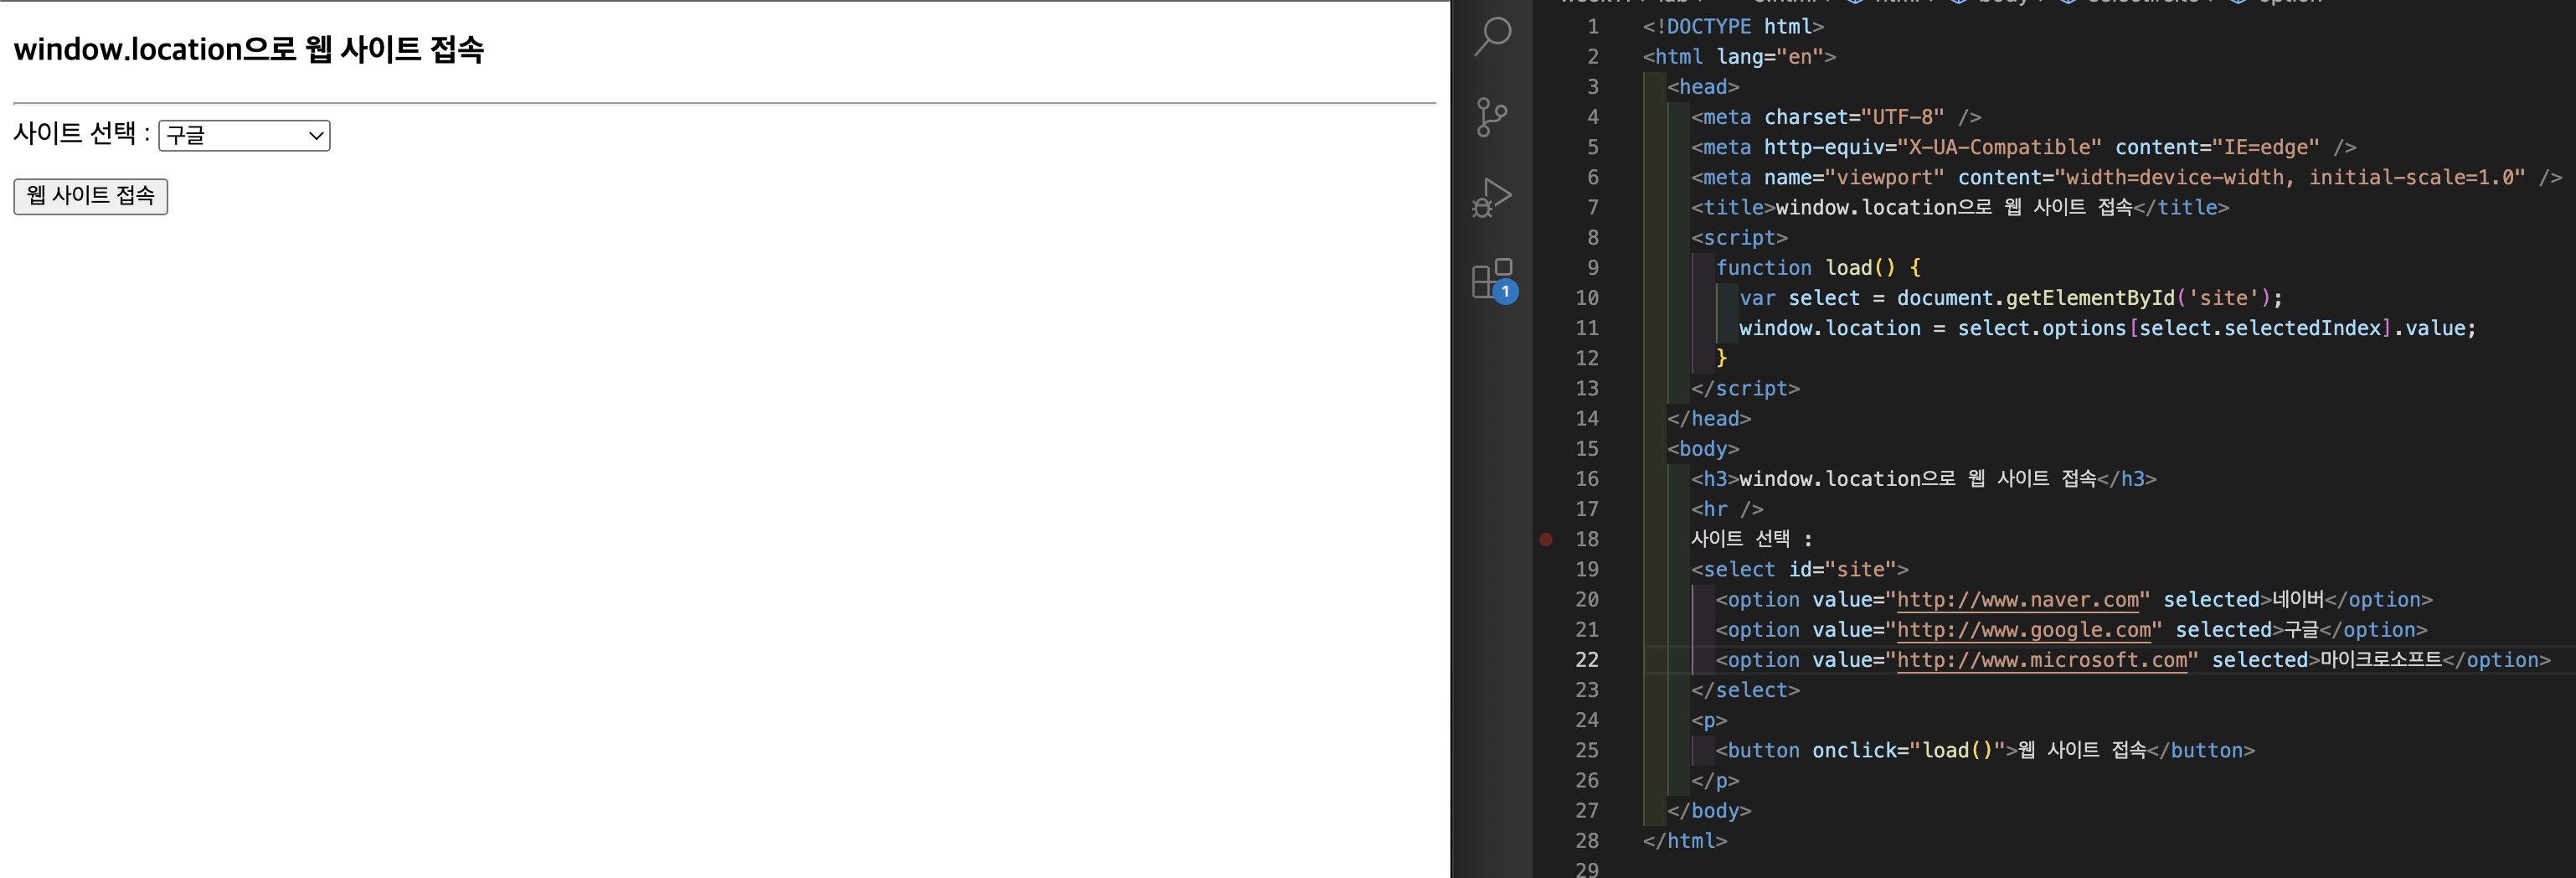 window.location으로 웹 사이트 접속
사이트 선택 : 구글
웹 사이트 접속
1
1 <!DOCTYPE html>
2 <html lang="en">
3 <head>
4 <meta charset="UTF-8" />
5 <meta http-equiv="X-UA-Compatible" content="IE=edge" />
6 <meta name="viewport" content="width=device-width, initial-scale=1.0" />
7 <title>window.location으로 웹 사이트 접속</title>
8 <script>
9 function load() {
10 var select = document.getElementById('site');
11 window.location = select.options[select.selectedIndex].value;
12 }
13 </script>
14 </head>
15 <body>
16 <h3>window.location으로 웹 사이트 접속</h3>
17 <hr />
18 사이트 선택 :
19 <select id="site">
20 <option value="http://www.naver.com" selected>네이버</option>
21 <option value="http://www.google.com" selected>구글</option>
22 <option value="http://www.microsoft.com" selected>마이크로소프트</option>
23 </select>
24 <p>
25 <button onclick="load()">웹 사이트 접속</button>
26 </p>
27 </body>
28 </html>
29